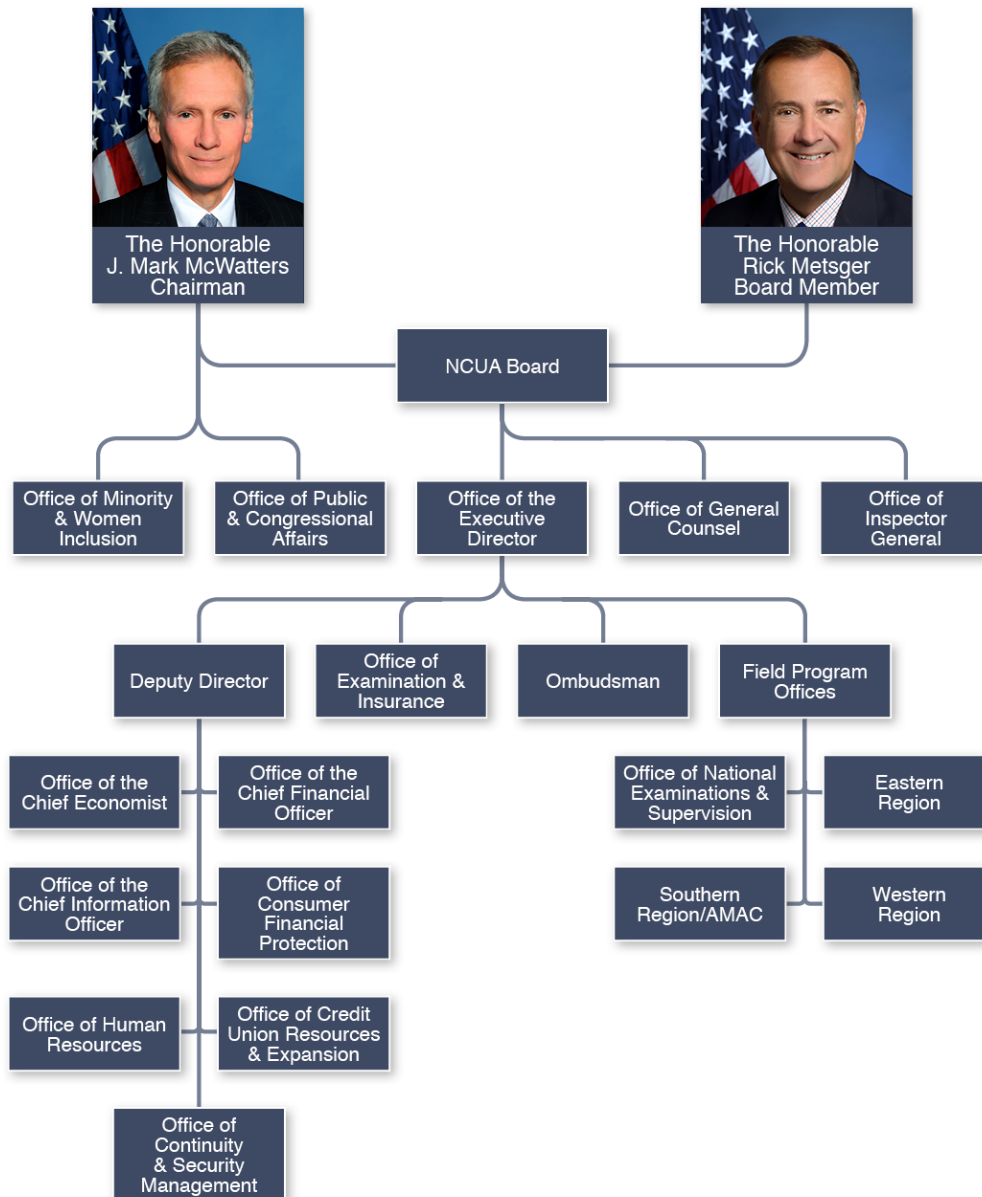 The Honorable
J. Mark McWatters
Chairman
The Honorable
Rick Metsger
Board Member
NCUA Board
Office of Minority
& Women
Inclusion
Office of Public
& Congressional
Affairs
Office of the
Executive
Director
Office of General
Counsel
Office of
Inspector
General
Deputy Director
Office of
Examination &
Insurance
Ombudsman
Field Program
Offices
Office of the
Chief Economist
Office of the
Chief Financial
Officer
Office of National
Examinations &
Supervision
Eastern
Region
Office of the
Chief Information
Officer
Office of
Consumer
Financial
Protection
Southern
Region/AMAC
Western
Region
Office of Human
Resources
Office of Credit
Union Resources
& Expansion
Office of
Continuity
& Security
Management